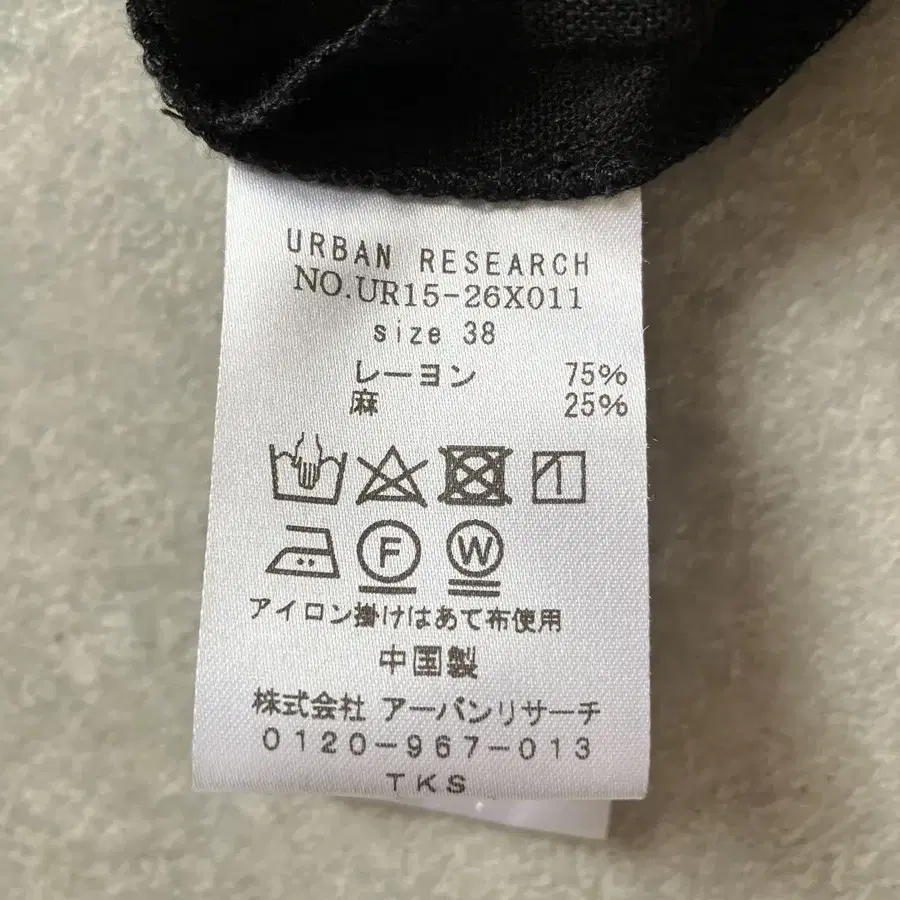 URBAN RESEARCH
NO.UR15-26X011
size 38
レーヨン 75%
麻 25%
F W
アイロン掛けはあて布使用
中国製
株式会社 アーバンリサーチ
0120-967-013
TKS